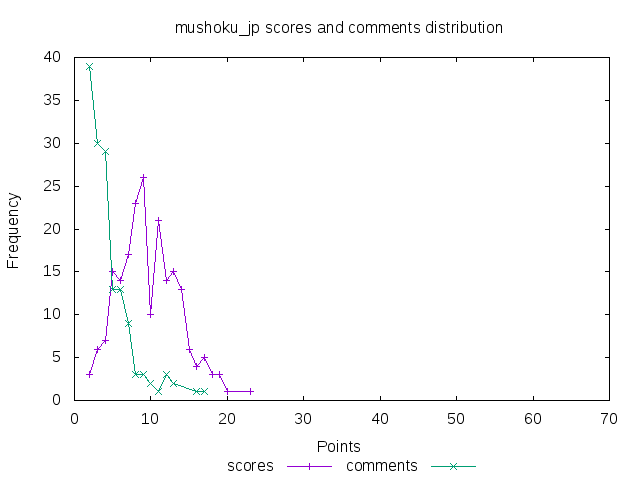 mushoku_jp scores and comments distribution
40
35
30
25
20
15
10
5
0
Frequency
0 10 20 30 40 50 60 70
Points
scores comments